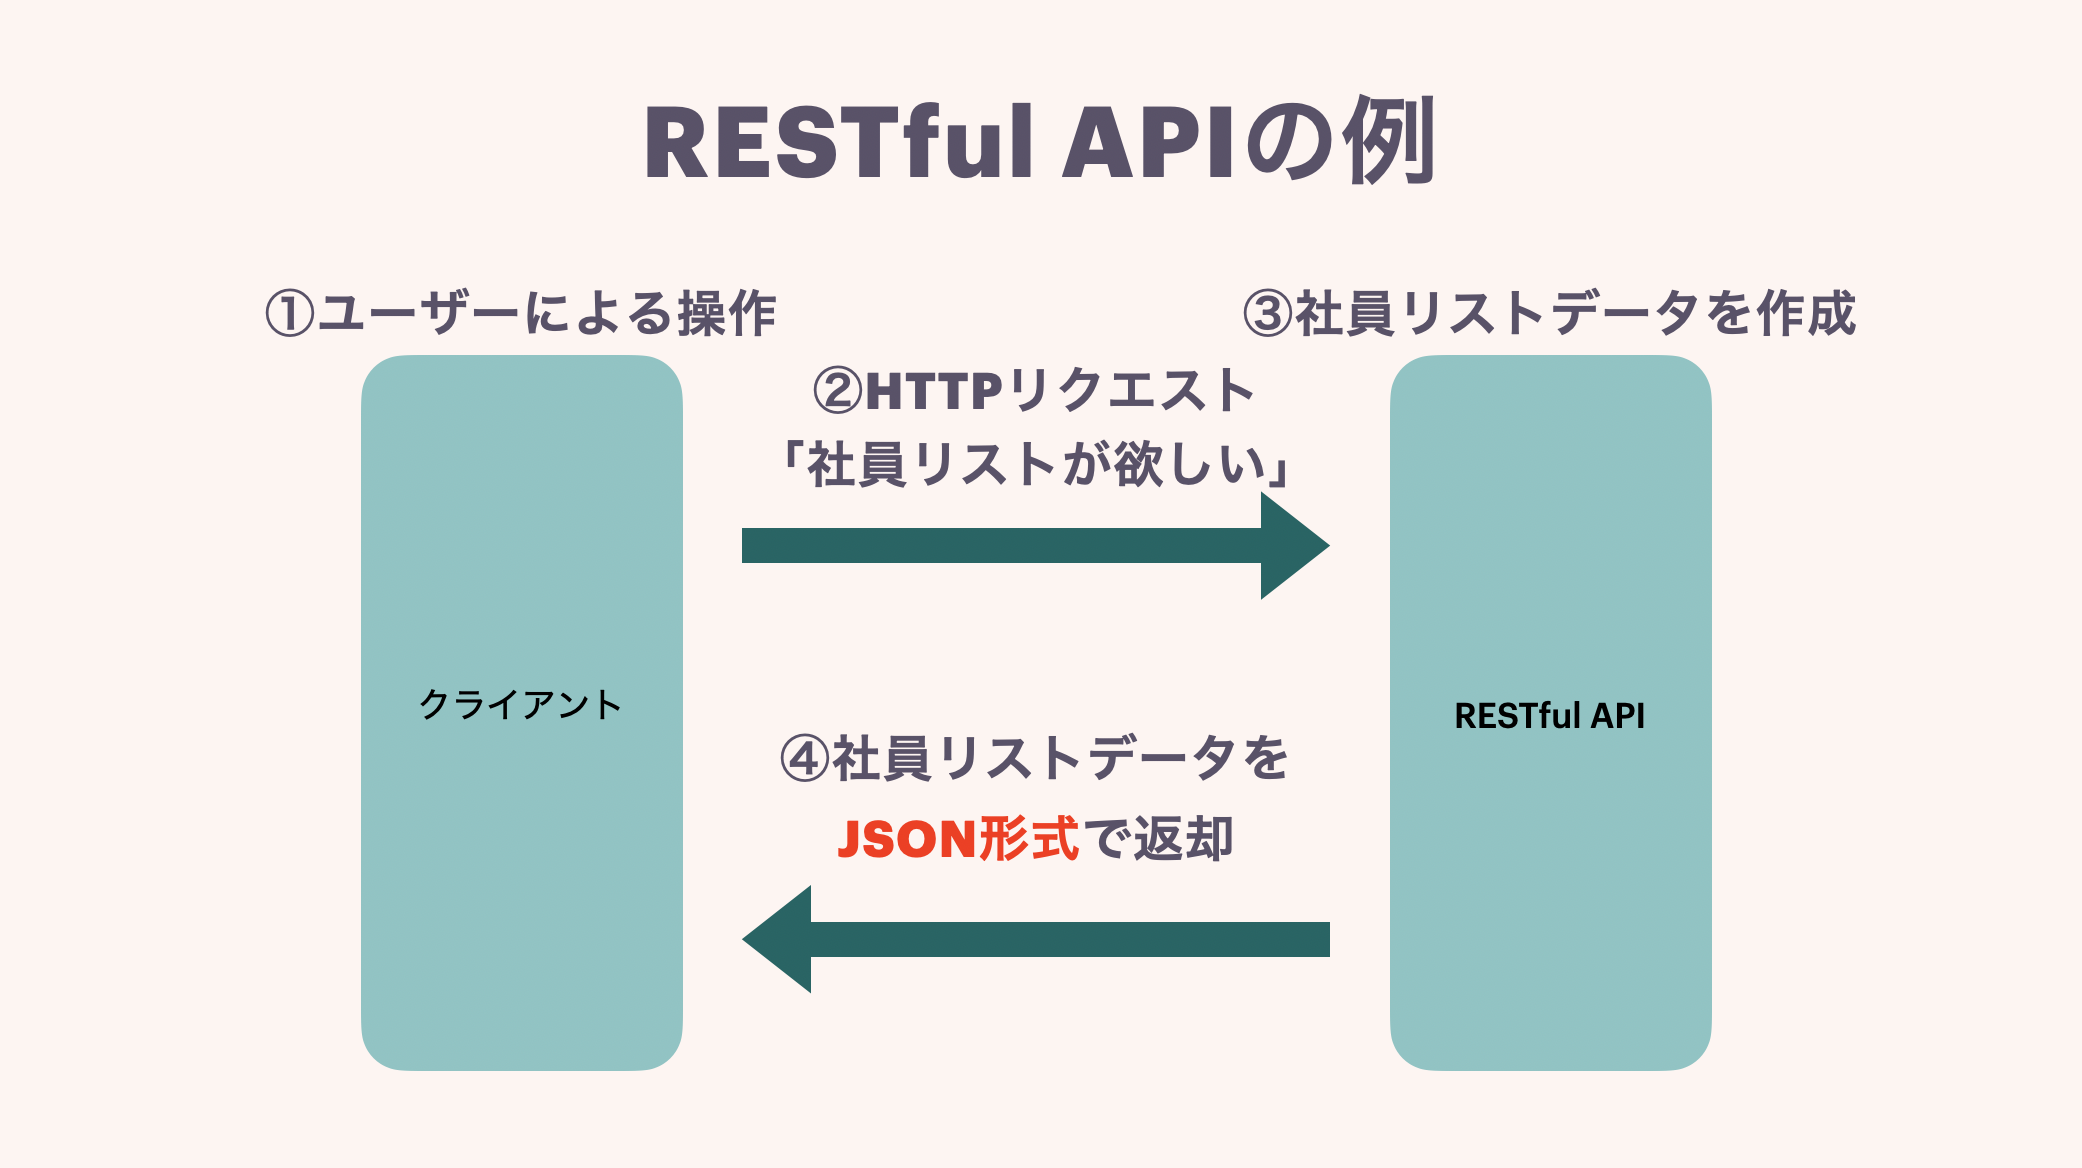 RESTful APIの例
①ユーザーによる操作
③社員リストデータを作成
②HTTPリクエスト
「社員リストが欲しい」
クライアント
RESTful API
④社員リストデータを
JSON形式で返却